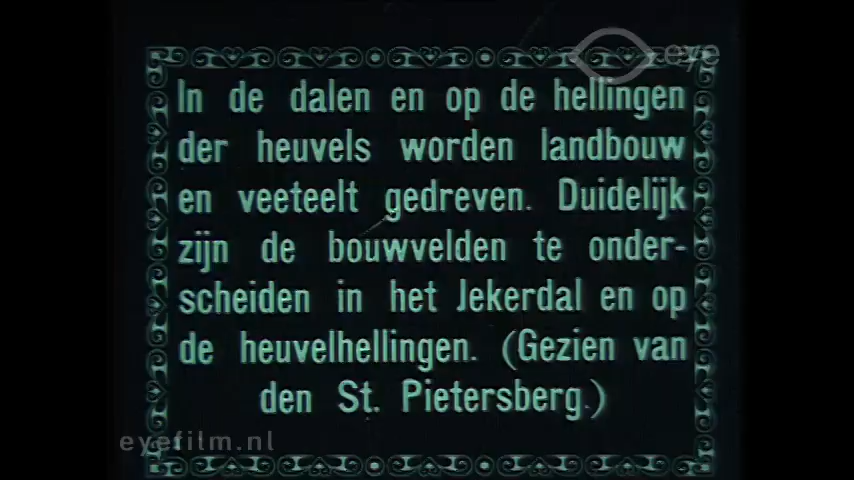 eye
In de dalen en op de hellingen
der heuvels worden landbouw
en veeteelt gedreven. Duidelijk
zijn de bouwvelden te onder-
scheiden in het Jekerdal en op
de heuvelhellingen. (Gezien van
den St. Pietersberg.)
eyefilm.nl